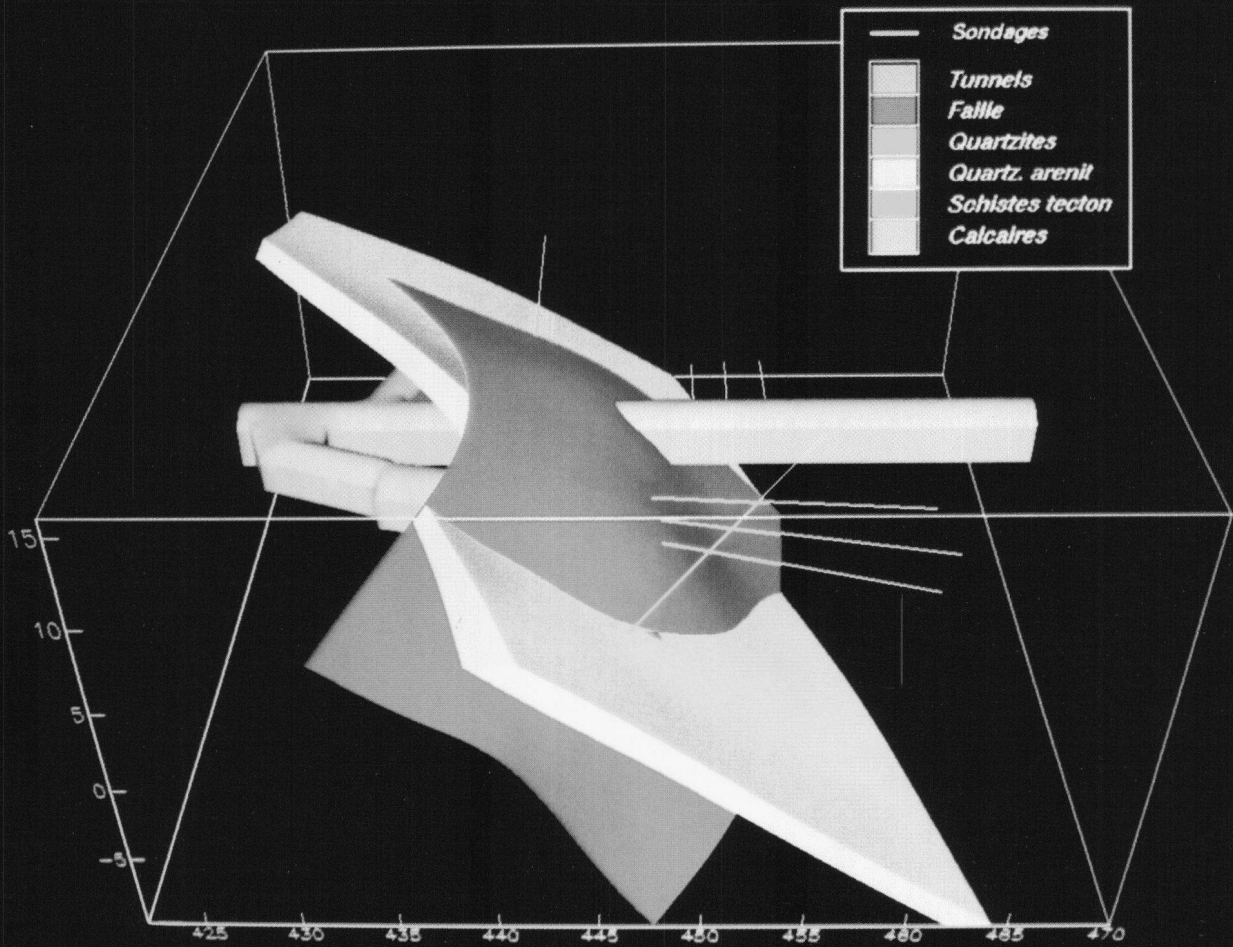 Sondages
Tunnels
Faille
Quartzites
Quartz. arenit
Schistes tecton
Calcaires
15
10
5
0
-5
425 430 435 440 445 450 455 460 465 470